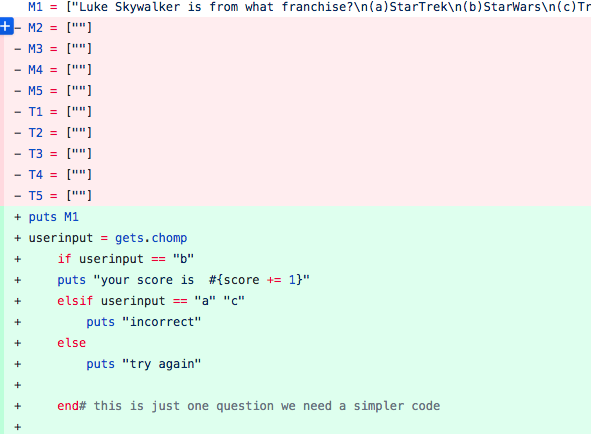 M1 = ["Luke Skywalker is from what franchise?\n(a)StarTrek\n(b)StarWars\n(c)Tr
+ - M2 = [""]
- M3 = [""]
- M4 = [""]
- M5 = [""]
- T1 = [""]
- T2 = [""]
- T3 = [""]
- T4 = [""]
- T5 = [""]
+ puts M1
+ userinput = gets.chomp
+     if userinput == "b"
+     puts "your score is  #{score += 1}"
+     elsif userinput == "a" "c"
+         puts "incorrect"
+     else
+         puts "try again"
+
+     end# this is just one question we need a simpler code
+